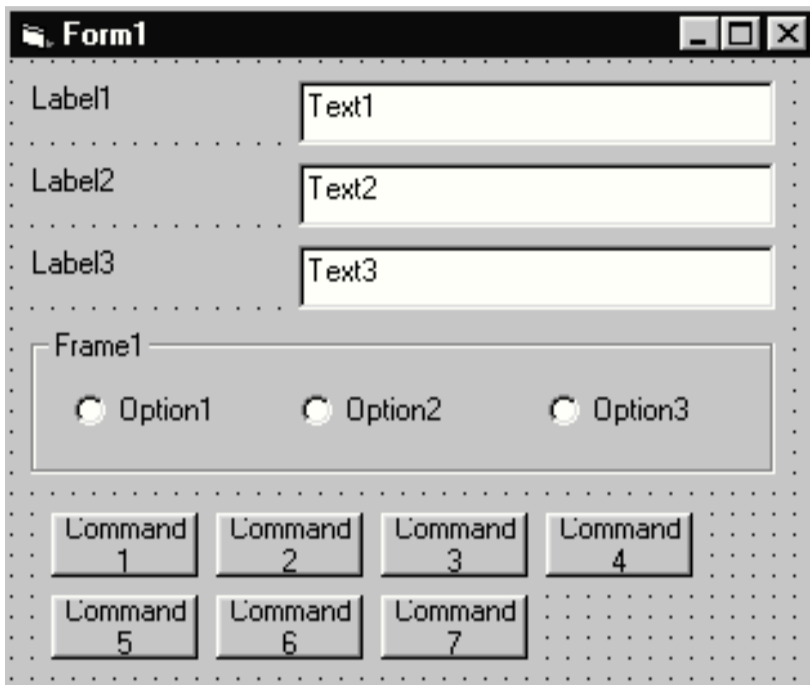 Form1
Label1 Text1
Label2 Text2
Label3 Text3
Frame1
Option1 Option2 Option3
Command Command Command Command
1 2 3 4
Command Command Command
5 6 7